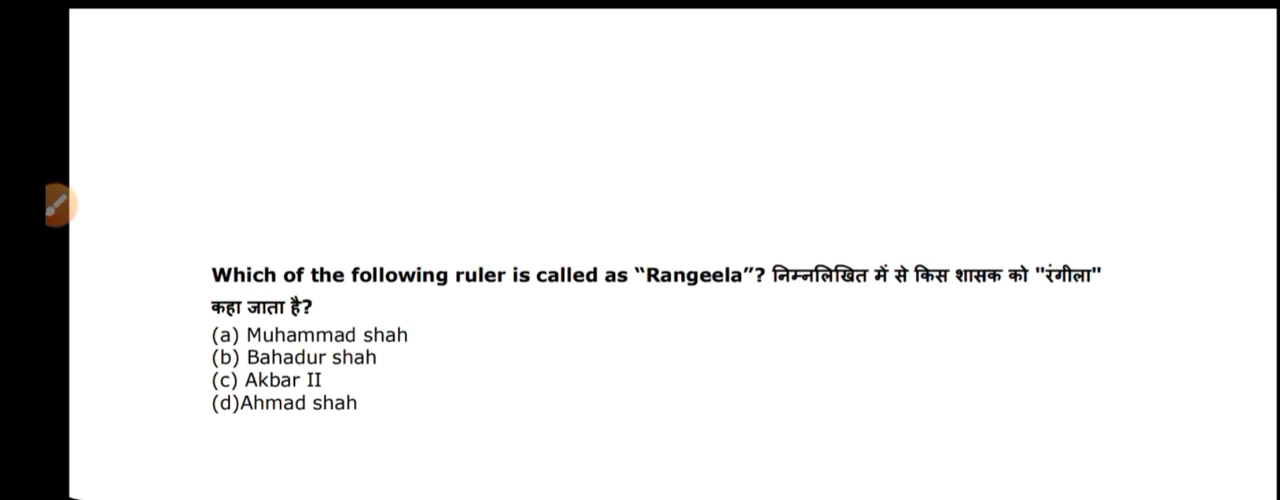 Which of the following ruler is called as “Rangeela”? निम्नलिखित में से किस शासक को "रंगीला"
कहा जाता है?
(a) Muhammad shah
(b) Bahadur shah
(c) Akbar II
(d)Ahmad shah